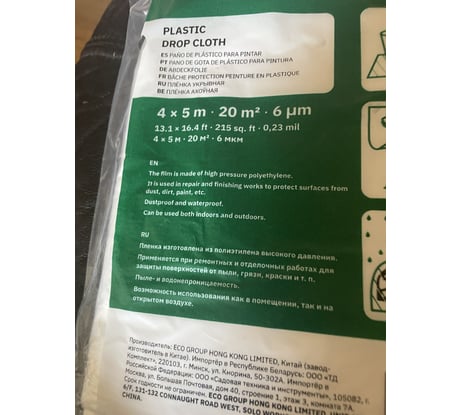 PLASTIC
DROP CLOTH
ES PAÑO DE PLÁSTICO PARA PINTAR
PT PANO DE GOTA DE PLÁSTICO PARA PINTURA
DE ABDECKFOLIE
FR BÂCHE PROTECTION PEINTURE EN PLASTIQUE
RU ПЛЁНКА УКРЫВНАЯ
BE ПЛЁНКА АХОЎНАЯ
4 × 5 m · 20 m² · 6 µm
13.1 × 16.4 ft · 215 sq. ft · 0,23 mil
4 × 5 м · 20 м² · 6 мкм
EN
The film is made of high pressure polyethylene.
It is used in repair and finishing works to protect surfaces from
dust, dirt, paint, etc.
Dustproof and waterproof.
Can be used both indoors and outdoors.
RU
Пленка изготовлена из полиэтилена высокого давления.
Применяется при ремонтных и отделочных работах для
защиты поверхностей от пыли, грязи, краски и т. п.
Пыле- и водонепроницаемость.
Возможность использования как в помещении, так и на
открытом воздухе.
Производитель: ECO GROUP HONG KONG LIMITED, Китай (завод-
изготовитель в Китае). Импортёр в Республике Беларусь: ООО «ТД
Комплект», 220103, г. Минск, ул. Кнорина, 50-302А. Импортёр в
Российской Федерации: ООО «Садовая техника и инструменты», 105082, г.
Москва, ул. Большая Почтовая, дом 40, строение 1, этаж 3, комната 7А.
Срок годности не ограничен. ECO GROUP HONG KONG LIMITED,
6/F, 131-132 CONNAUGHT ROAD WEST, SOLO
CHINA.